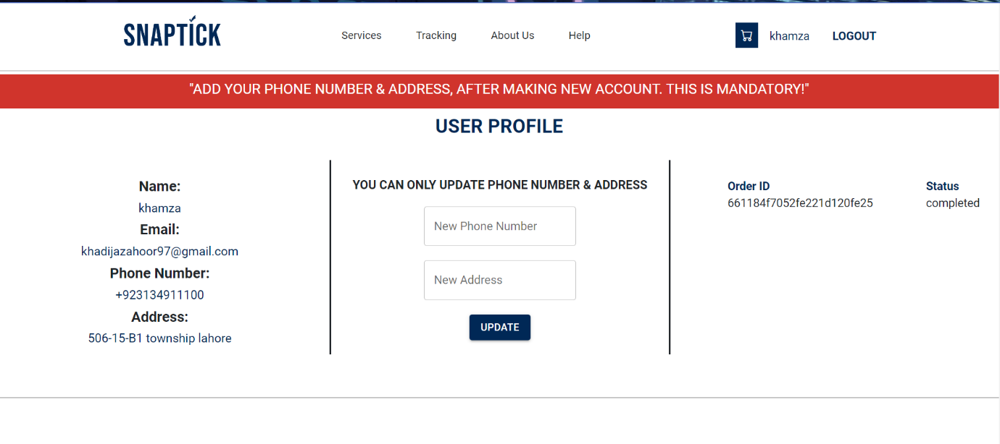 SNAPTICK
Services Tracking About Us Help
khamza LOGOUT
"ADD YOUR PHONE NUMBER & ADDRESS, AFTER MAKING NEW ACCOUNT. THIS IS MANDATORY!"
USER PROFILE
Name:
khamza
Email:
khadijazahoor97@gmail.com
Phone Number:
+923134911100
Address:
506-15-B1 township lahore
YOU CAN ONLY UPDATE PHONE NUMBER & ADDRESS
New Phone Number
New Address
UPDATE
Order ID Status
661184f7052fe221d120fe25 completed